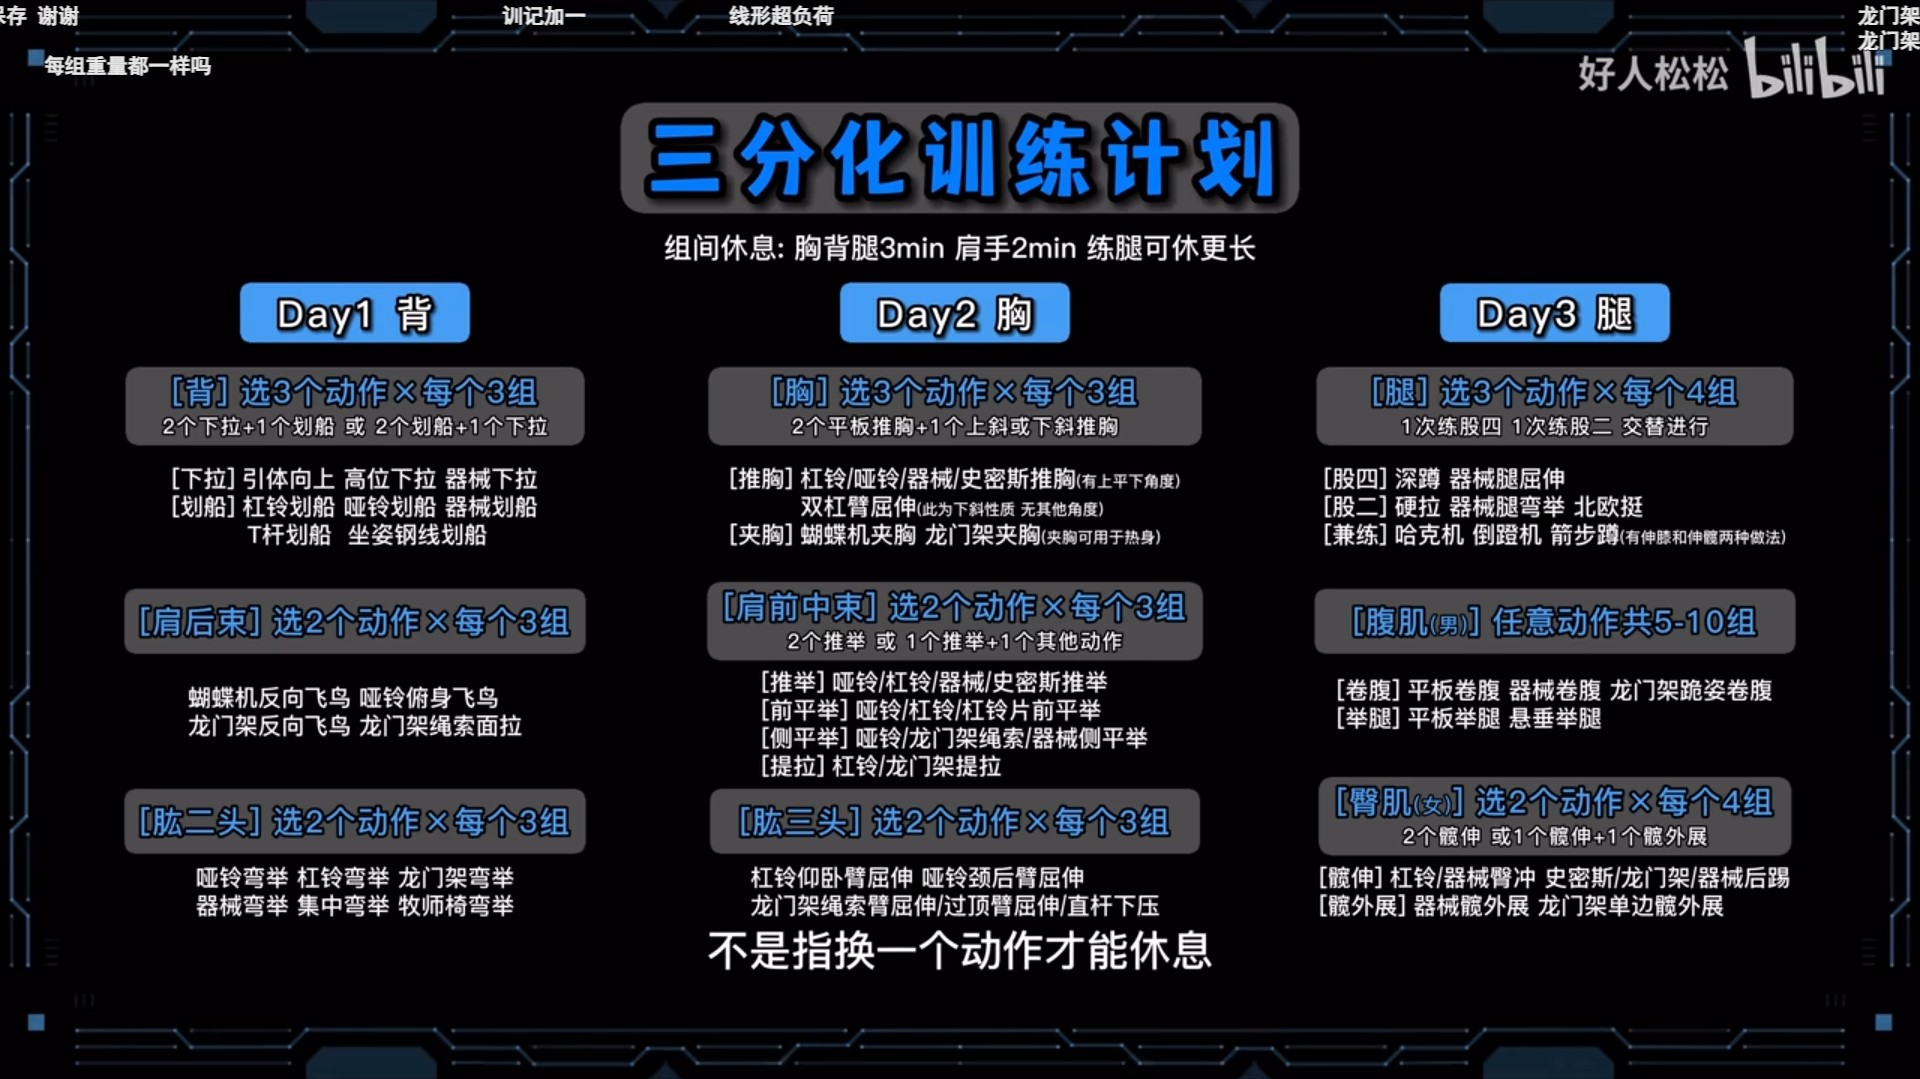 保存 谢谢
训记加一
线形超负荷
龙门架
龙门架
每组重量都一样吗
好人松松 bilibili
三分化训练计划
组间休息: 胸背腿3min 肩手2min 练腿可休更长
Day1 背
[背] 选3个动作×每个3组
2个下拉+1个划船 或 2个划船+1个下拉
[下拉] 引体向上 高位下拉 器械下拉
[划船] 杠铃划船 哑铃划船 器械划船
T杆划船 坐姿钢线划船
[肩后束] 选2个动作×每个3组
蝴蝶机反向飞鸟 哑铃俯身飞鸟
龙门架反向飞鸟 龙门架绳索面拉
[肱二头] 选2个动作×每个3组
哑铃弯举 杠铃弯举 龙门架弯举
器械弯举 集中弯举 牧师椅弯举
Day2 胸
[胸] 选3个动作×每个3组
2个平板推胸+1个上斜或下斜推胸
[推胸] 杠铃/哑铃/器械/史密斯推胸(有上平下角度)
双杠臂屈伸(此为下斜性质 无其他角度)
[夹胸] 蝴蝶机夹胸 龙门架夹胸(夹胸可用于热身)
[肩前中束] 选2个动作×每个3组
2个推举 或 1个推举+1个其他动作
[推举] 哑铃/杠铃/器械/史密斯推举
[前平举] 哑铃/杠铃/杠铃片前平举
[侧平举] 哑铃/龙门架绳索/器械侧平举
[提拉] 杠铃/龙门架提拉
[肱三头] 选2个动作×每个3组
杠铃仰卧臂屈伸 哑铃颈后臂屈伸
龙门架绳索臂屈伸/过顶臂屈伸/直杆下压
Day3 腿
[腿] 选3个动作×每个4组
1次练股四 1次练股二 交替进行
[股四] 深蹲 器械腿屈伸
[股二] 硬拉 器械腿弯举 北欧挺
[兼练] 哈克机 倒蹬机 箭步蹲(有伸膝和伸髋两种做法)
[腹肌(男)] 任意动作共5-10组
[卷腹] 平板卷腹 器械卷腹 龙门架跪姿卷腹
[举腿] 平板举腿 悬垂举腿
[臀肌(女)] 选2个动作×每个4组
2个髋伸 或1个髋伸+1个髋外展
[髋伸] 杠铃/器械臀冲 史密斯/龙门架/器械后踢
[髋外展] 器械髋外展 龙门架单边髋外展
不是指换一个动作才能休息